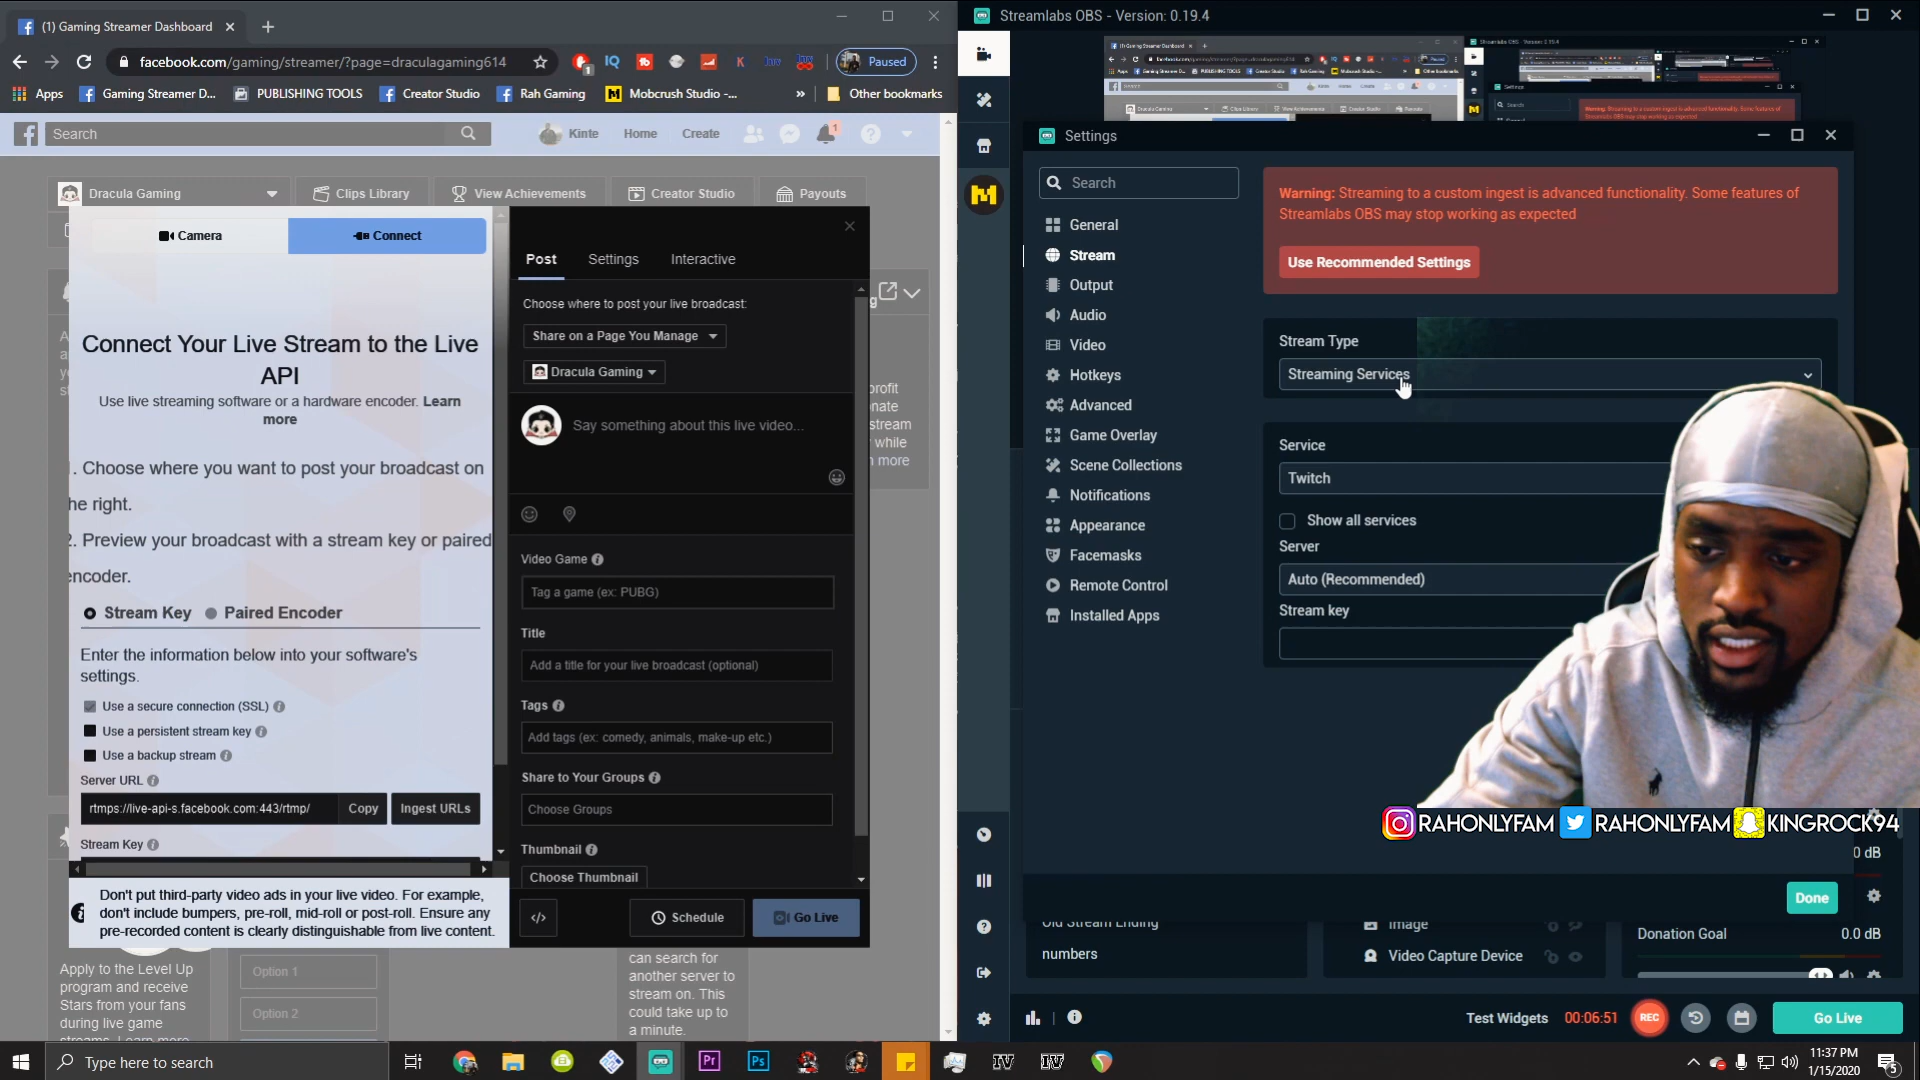 (1) Gaming Streamer Dashboard
facebook.com/gaming/streamer/?page=draculagaming614
Paused
Apps
Gaming Streamer D...
PUBLISHING TOOLS
Creator Studio
Rah Gaming
Mobcrush Studio -...
»
Other bookmarks
Search
Kinte
Home
Create
1
Dracula Gaming
Clips Library
View Achievements
Creator Studio
Payouts
Camera
Connect
Connect Your Live Stream to the Live
API
Use live streaming software or a hardware encoder. Learn
more
1. Choose where you want to post your broadcast on
the right.
2. Preview your broadcast with a stream key or paired
encoder.
Stream Key
Paired Encoder
Enter the information below into your software's
settings.
Use a secure connection (SSL)
Use a persistent stream key
Use a backup stream
Server URL
rtmps://live-api-s.facebook.com:443/rtmp/
Copy
Ingest URLs
Stream Key
Don't put third-party video ads in your live video. For example,
don't include bumpers, pre-roll, mid-roll or post-roll. Ensure any
pre-recorded content is clearly distinguishable from live content.
Post
Settings
Interactive
Choose where to post your live broadcast:
Share on a Page You Manage
Dracula Gaming
Say something about this live video...
Video Game
Tag a game (ex: PUBG)
Title
Add a title for your live broadcast (optional)
Tags
Add tags (ex: comedy, animals, make-up etc.)
Share to Your Groups
Choose Groups
Thumbnail
Choose Thumbnail
</>
Schedule
Go Live
Apply to the Level Up
program and receive
Stars from your fans
during live game
Option 1
Option 2
can search for
another server to
stream on. This
could take up to
a minute.
Streamlabs OBS - Version: 0.19.4
Settings
Search
General
Stream
Output
Audio
Video
Hotkeys
Advanced
Game Overlay
Scene Collections
Notifications
Appearance
Facemasks
Remote Control
Installed Apps
Warning: Streaming to a custom ingest is advanced functionality. Some features of
Streamlabs OBS may stop working as expected
Use Recommended Settings
Stream Type
Streaming Services
Service
Twitch
Show all services
Server
Auto (Recommended)
Stream key
RAHONLYFAM
RAHONLYFAM
KINGROCK94
0 dB
Done
Old Stream Ending
numbers
Image
Video Capture Device
Donation Goal
0.0 dB
Test Widgets
00:06:51
REC
Go Live
Type here to search
Pr
Ps
IV
IV
11:37 PM
1/15/2020
5